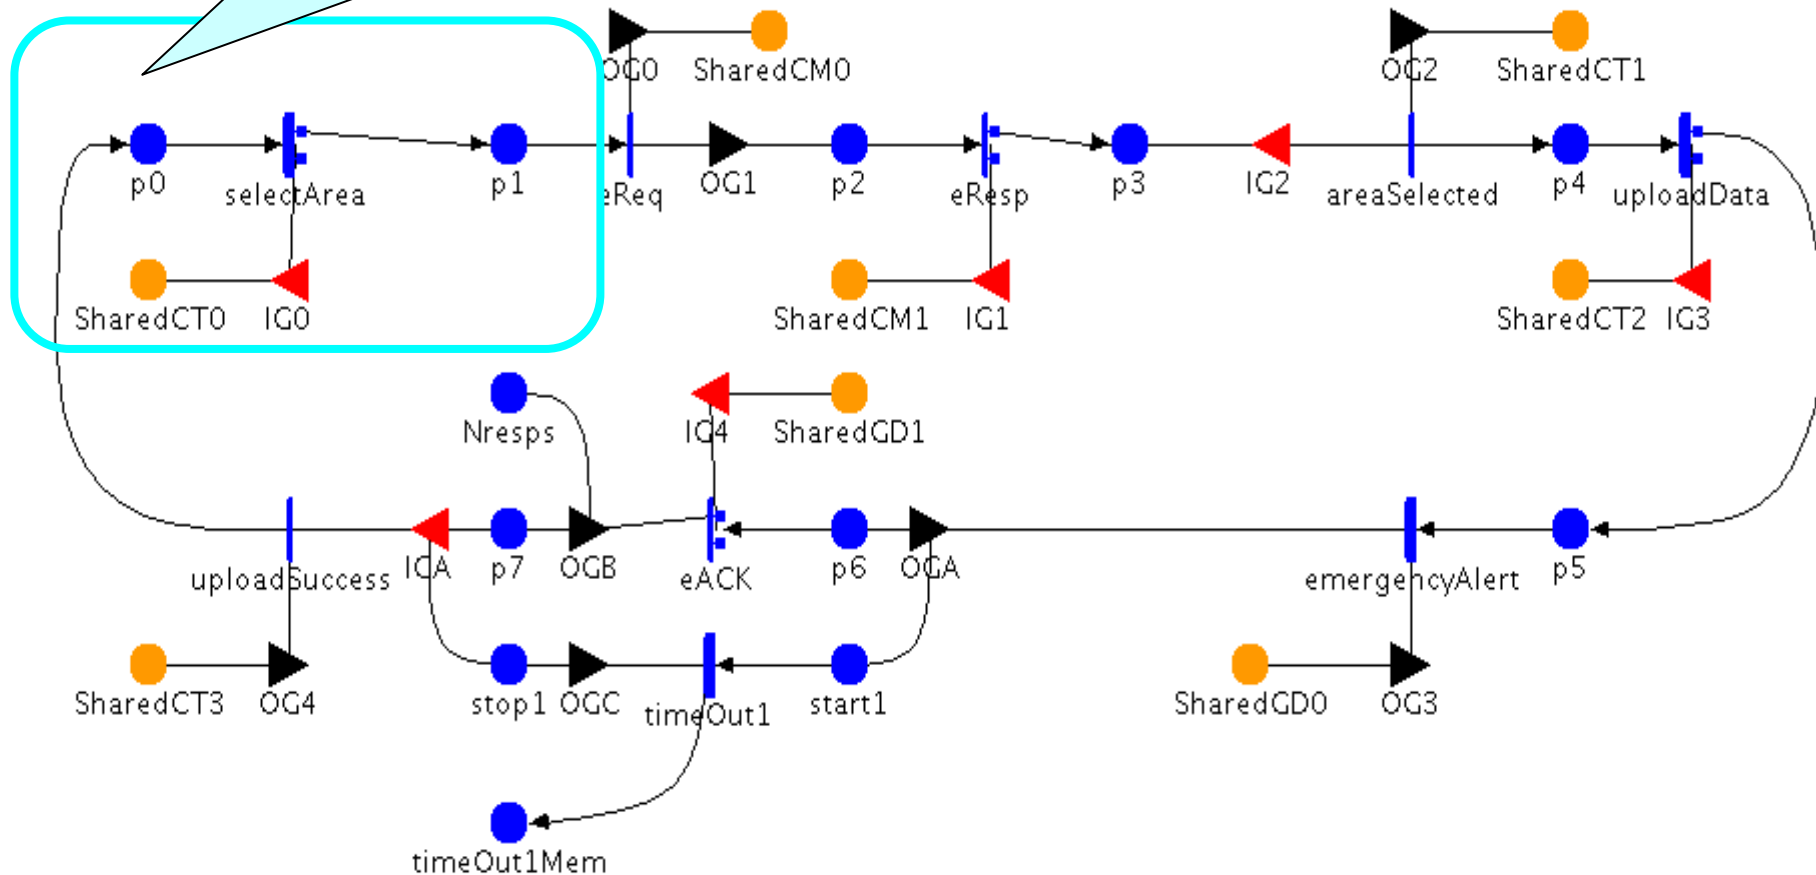 OG0 SharedCM0 OG2 SharedCT1
p0 selectArea p1 eReq OG1 p2 eResp p3 IG2 areaSelected p4 uploadData
SharedCT0 IG0 SharedCM1 IG1 SharedCT2 IG3
Nresps IG4 SharedGD1
uploadSuccess IGA p7 OGB eACK p6 OGA emergencyAlert p5
SharedCT3 OG4 stop1 OGC timeOut1 start1 SharedGD0 OG3
timeOut1Mem